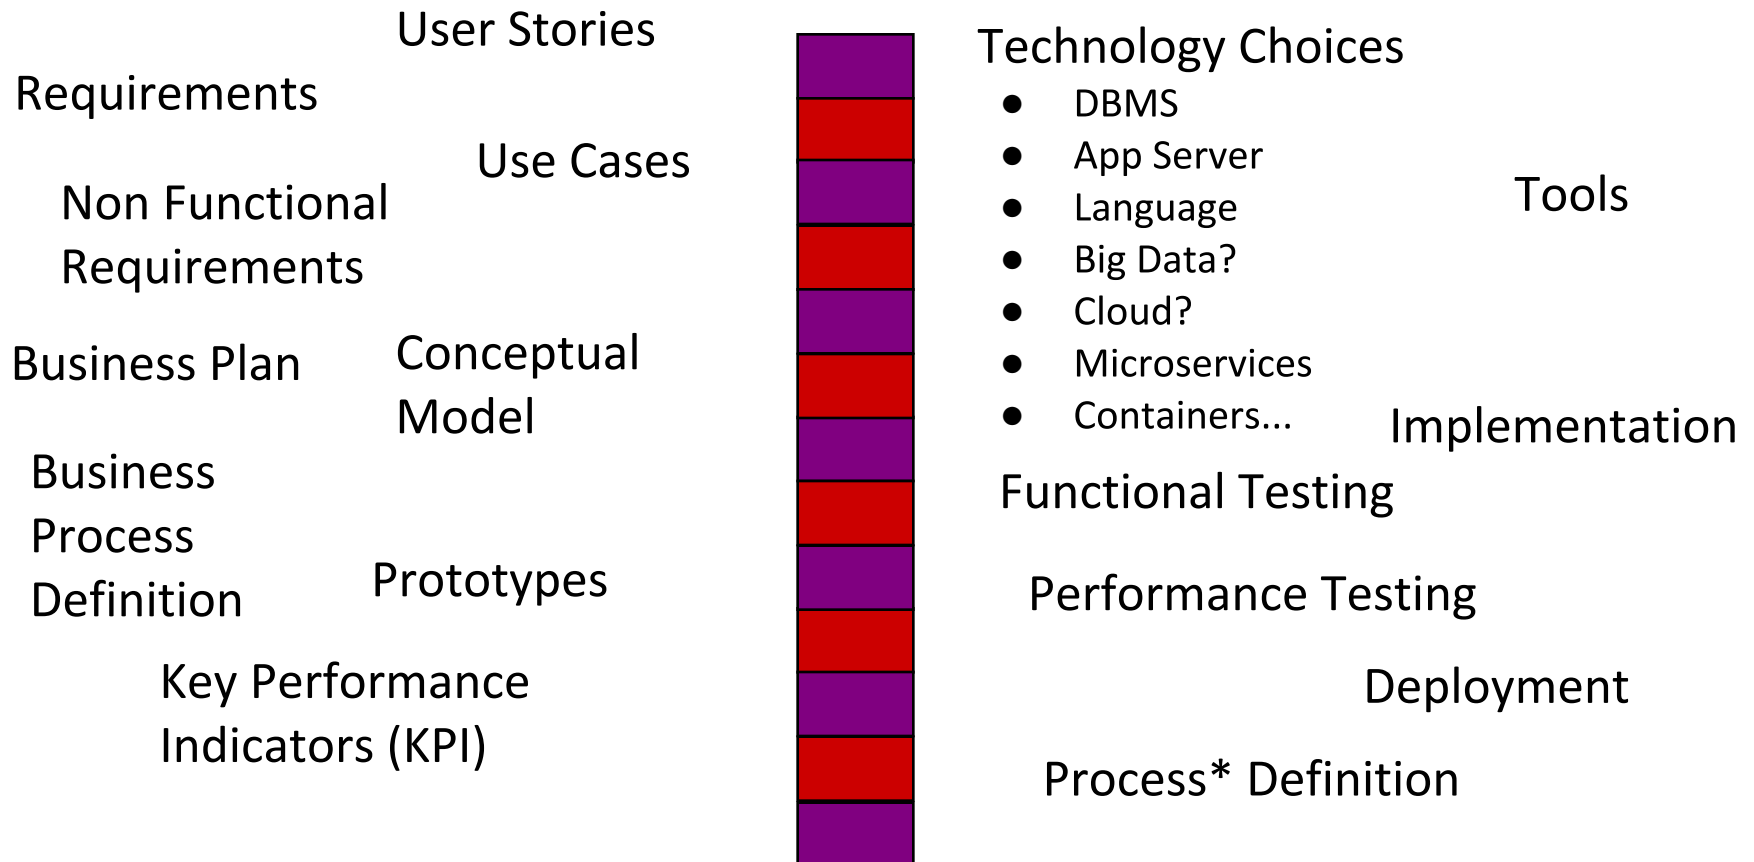 User Stories
Requirements
Use Cases
Non Functional
Requirements
Business Plan
Conceptual
Model
Business
Process
Definition
Prototypes
Key Performance
Indicators (KPI)
Technology Choices
● DBMS
● App Server
● Language
● Big Data?
● Cloud?
● Microservices
● Containers...
Tools
Implementation
Functional Testing
Performance Testing
Deployment
Process* Definition